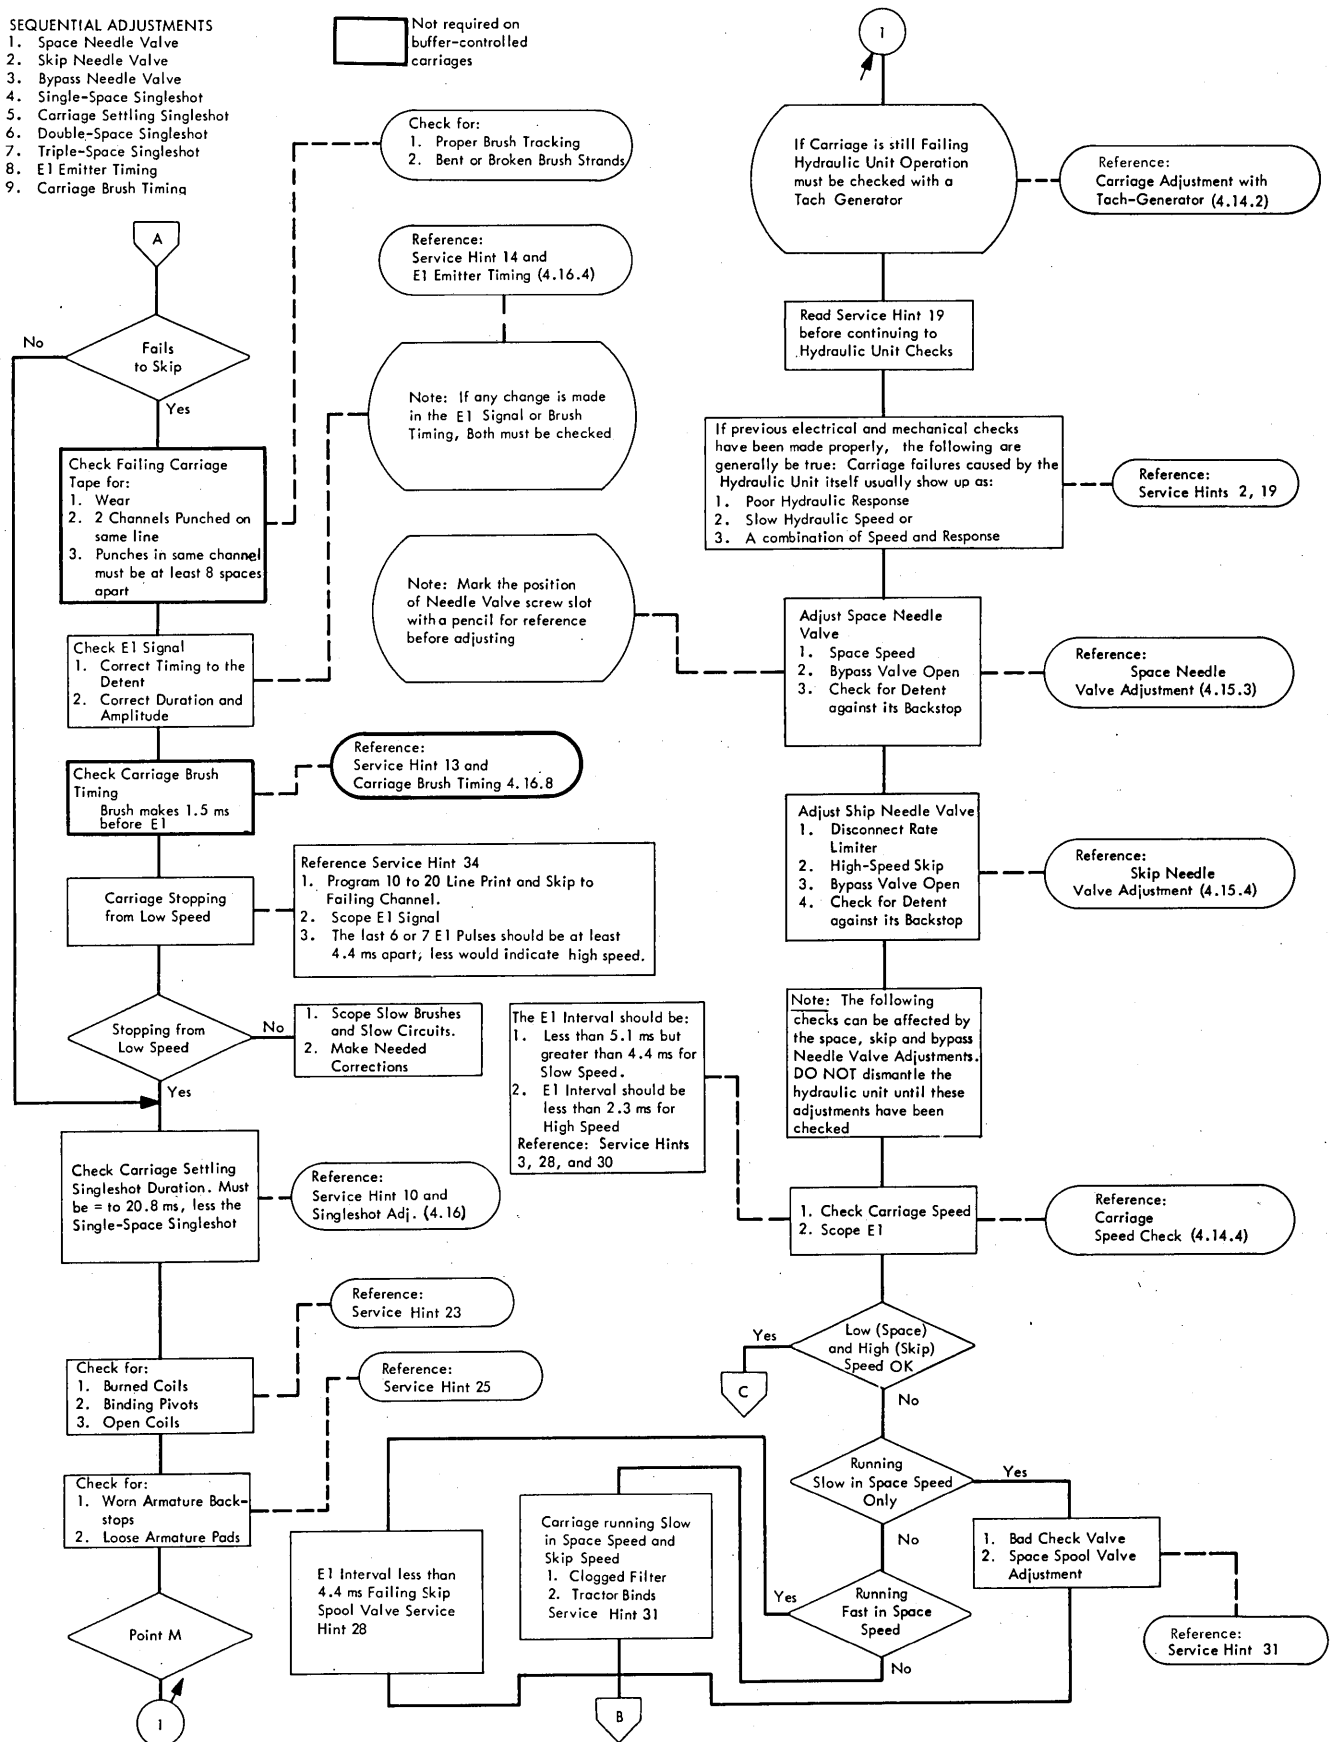 SEQUENTIAL ADJUSTMENTS
1. Space Needle Valve
2. Skip Needle Valve
3. Bypass Needle Valve
4. Single-Space Singleshot
5. Carriage Settling Singleshot
6. Double-Space Singleshot
7. Triple-Space Singleshot
8. E1 Emitter Timing
9. Carriage Brush Timing
Not required on
buffer-controlled
carriages
A
Fails
to Skip
No
Yes
Check Failing Carriage
Tape for:
1. Wear
2. 2 Channels Punched on
same line
3. Punches in same channel
must be at least 8 spaces
apart
Check for:
1. Proper Brush Tracking
2. Bent or Broken Brush Strands
Check E1 Signal
1. Correct Timing to the
Detent
2. Correct Duration and
Amplitude
Reference:
Service Hint 14 and
E1 Emitter Timing (4.16.4)
Note: If any change is made
in the E1 Signal or Brush
Timing, Both must be checked
Check Carriage Brush
Timing
Brush makes 1.5 ms
before E1
Reference:
Service Hint 13 and
Carriage Brush Timing 4.16.8
Carriage Stopping
from Low Speed
Reference Service Hint 34
1. Program 10 to 20 Line Print and Skip to
Failing Channel.
2. Scope E1 Signal
3. The last 6 or 7 E1 Pulses should be at least
4.4 ms apart; less would indicate high speed.
Stopping from
Low Speed
No
Yes
1. Scope Slow Brushes
and Slow Circuits.
2. Make Needed
Corrections
Check Carriage Settling
Singleshot Duration. Must
be = to 20.8 ms, less the
Single-Space Singleshot
Reference:
Service Hint 10 and
Singleshot Adj. (4.16)
Check for:
1. Burned Coils
2. Binding Pivots
3. Open Coils
Reference:
Service Hint 23
Check for:
1. Worn Armature Back-
stops
2. Loose Armature Pads
Reference:
Service Hint 25
Point M
1
1
If Carriage is still Failing
Hydraulic Unit Operation
must be checked with a
Tach Generator
Reference:
Carriage Adjustment with
Tach-Generator (4.14.2)
Read Service Hint 19
before continuing to
Hydraulic Unit Checks
If previous electrical and mechanical checks
have been made properly, the following are
generally be true: Carriage failures caused by the
Hydraulic Unit itself usually show up as:
1. Poor Hydraulic Response
2. Slow Hydraulic Speed or
3. A combination of Speed and Response
Reference:
Service Hints 2, 19
Note: Mark the position
of Needle Valve screw slot
with a pencil for reference
before adjusting
Adjust Space Needle
Valve
1. Space Speed
2. Bypass Valve Open
3. Check for Detent
against its Backstop
Reference:
Space Needle
Valve Adjustment (4.15.3)
Adjust Ship Needle Valve
1. Disconnect Rate
Limiter
2. High-Speed Skip
3. Bypass Valve Open
4. Check for Detent
against its Backstop
Reference:
Skip Needle
Valve Adjustment (4.15.4)
Note: The following
checks can be affected by
the space, skip and bypass
Needle Valve Adjustments.
DO NOT dismantle the
hydraulic unit until these
adjustments have been
checked
The E1 Interval should be:
1. Less than 5.1 ms but
greater than 4.4 ms for
Slow Speed.
2. E1 Interval should be
less than 2.3 ms for
High Speed
Reference: Service Hints
3, 28, and 30
1. Check Carriage Speed
2. Scope E1
Reference:
Carriage
Speed Check (4.14.4)
Low (Space)
and High (Skip)
Speed OK
Yes
No
C
Running
Slow in Space Speed
Only
Yes
No
1. Bad Check Valve
2. Space Spool Valve
Adjustment
Reference:
Service Hint 31
Running
Fast in Space
Speed
Yes
No
Carriage running Slow
in Space Speed and
Skip Speed
1. Clogged Filter
2. Tractor Binds
Service Hint 31
E1 Interval less than
4.4 ms Failing Skip
Spool Valve Service
Hint 28
B